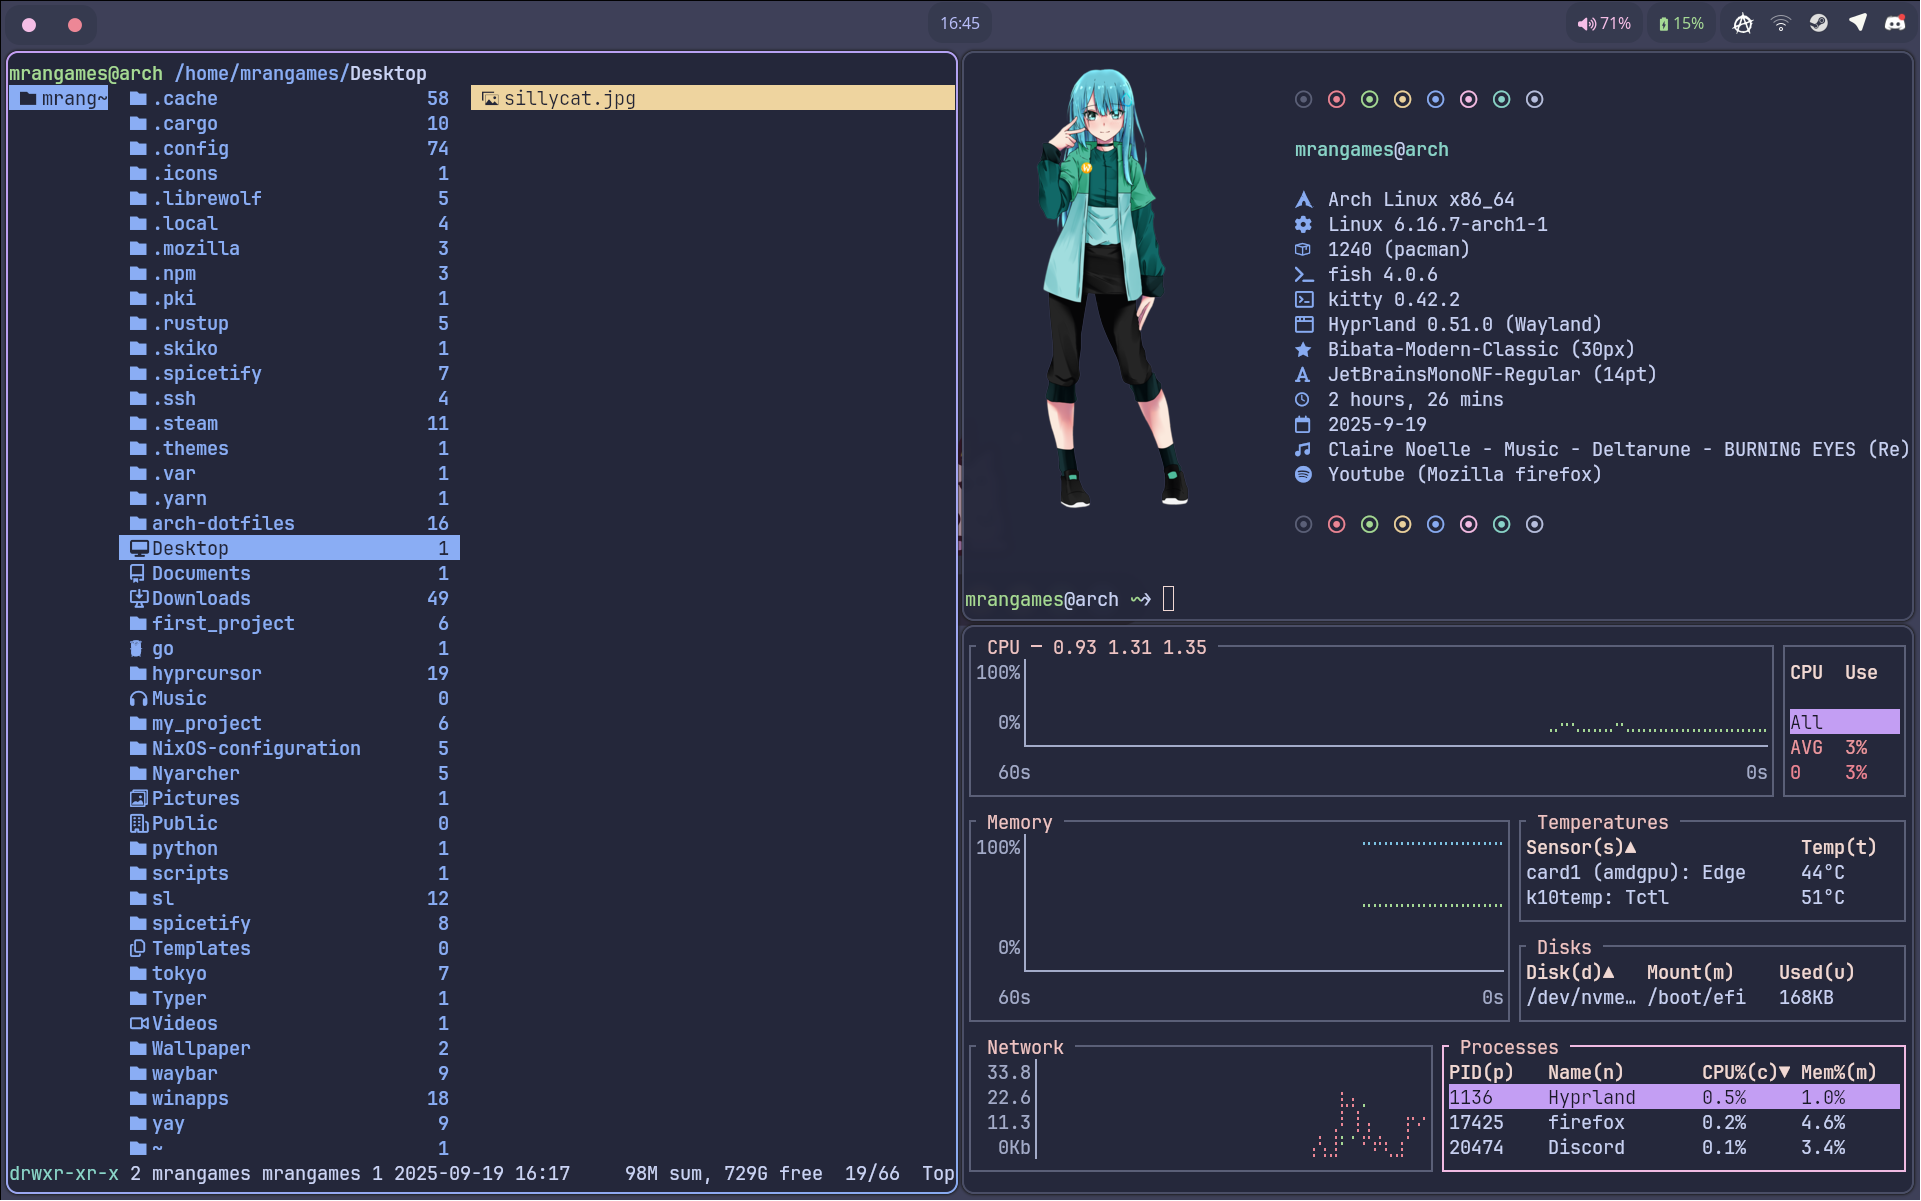 16:45
71%
15%
mrangames@arch /home/mrangames/Desktop
mrang~
.cache 58
.cargo 10
.config 74
.icons 1
.librewolf 5
.local 4
.mozilla 3
.npm 3
.pki 1
.rustup 5
.skiko 1
.spicetify 7
.ssh 4
.steam 11
.themes 1
.var 1
.yarn 1
arch-dotfiles 16
Desktop 1
Documents 1
Downloads 49
first_project 6
go 1
hyprcursor 19
Music 0
my_project 6
NixOS-configuration 5
Nyarcher 5
Pictures 1
Public 0
python 1
scripts 1
sl 12
spicetify 8
Templates 0
tokyo 7
Typer 1
Videos 1
Wallpaper 2
waybar 9
winapps 18
yay 9
~ 1
sillycat.jpg
drwxr-xr-x 2 mrangames mrangames 1 2025-09-19 16:17 98M sum, 729G free 19/66 Top
mrangames@arch
Arch Linux x86_64
Linux 6.16.7-arch1-1
1240 (pacman)
fish 4.0.6
kitty 0.42.2
Hyprland 0.51.0 (Wayland)
Bibata-Modern-Classic (30px)
JetBrainsMonoNF-Regular (14pt)
2 hours, 26 mins
2025-9-19
Claire Noelle - Music - Deltarune - BURNING EYES (Re)
Youtube (Mozilla firefox)
mrangames@arch
CPU — 0.93 1.31 1.35
100%
0%
60s 0s
CPU Use
All
AVG 3%
0 3%
Memory
100%
0%
60s 0s
Temperatures
Sensor(s)▲ Temp(t)
card1 (amdgpu): Edge 44°C
k10temp: Tctl 51°C
Disks
Disk(d)▲ Mount(m) Used(u)
/dev/nvme… /boot/efi 168KB
Network
33.8
22.6
11.3
0Kb
Processes
PID(p) Name(n) CPU%(c)▼ Mem%(m)
1136 Hyprland 0.5% 1.0%
17425 firefox 0.2% 4.6%
20474 Discord 0.1% 3.4%